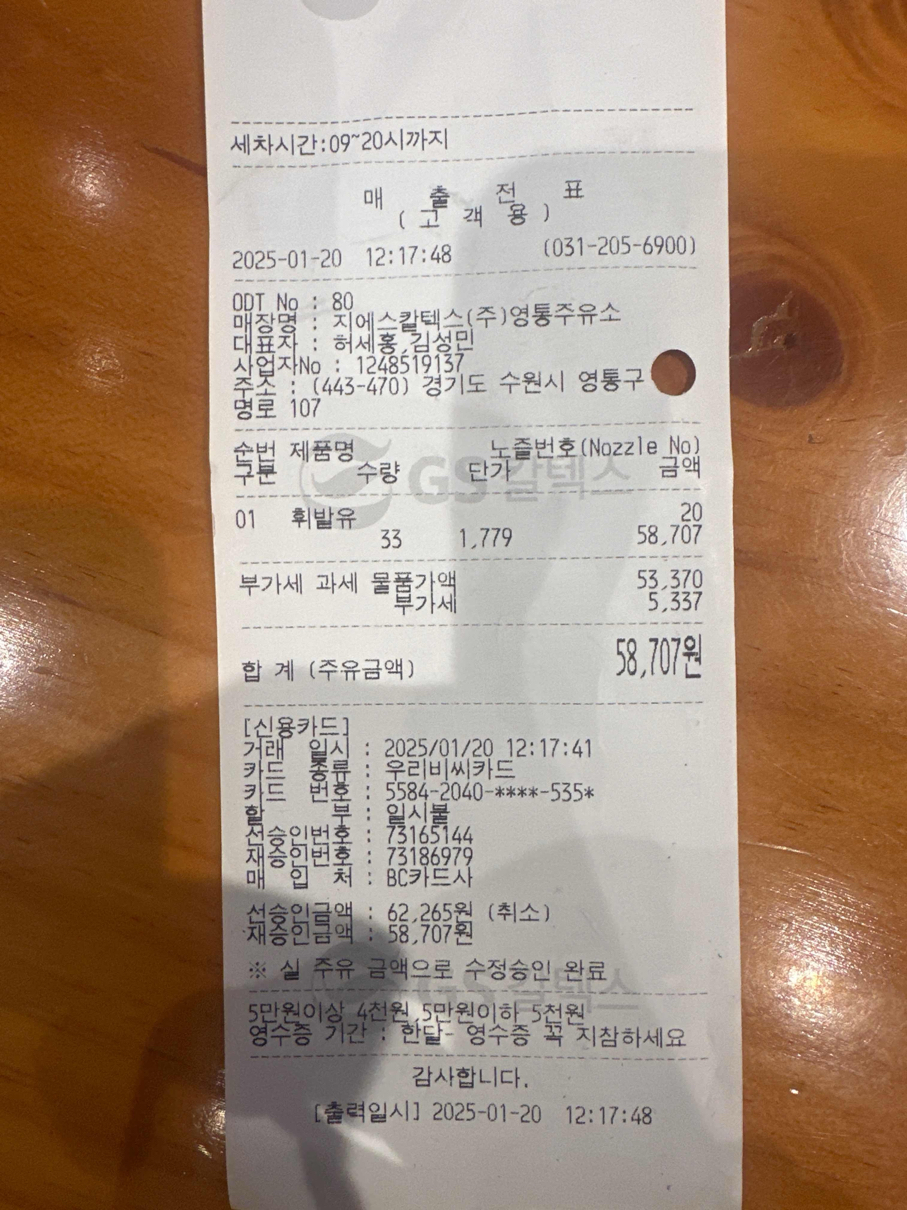 세차시간:09~20시까지
매 출 전 표
( 고 객 용 )
2025-01-20 12:17:48 (031-205-6900)
ODT No : 80
매장명 : 지에스칼텍스(주)영통주유소
대표자 : 허세홍,김성민
사업자No : 1248519137
주소 : (443-470) 경기도 수원시 영통구
명로 107
순번 제품명 노즐번호(Nozzle No)
구분 수량 단가 금액
GS칼텍스
01 휘발유 20
33 1,779 58,707
부가세 과세 물품가액 53,370
부가세 5,337
합 계 (주유금액) 58,707원
[신용카드]
거래 일시 : 2025/01/20 12:17:41
카드 종류 : 우리비씨카드
카드 번호 : 5584-2040-****-535*
할 부 : 일시불
선승인번호 : 73165144
재승인번호 : 73186979
매 입 처 : BC카드사
선승인금액 : 62,265원 (취소)
재승인금액 : 58,707원
※ 실 주유 금액으로 수정승인 완료
GS칼텍스
5만원이상 4천원,5만원이하 5천원
영수증 기간 : 한달- 영수증 꼭 지참하세요
감사합니다.
[출력일시] 2025-01-20 12:17:48